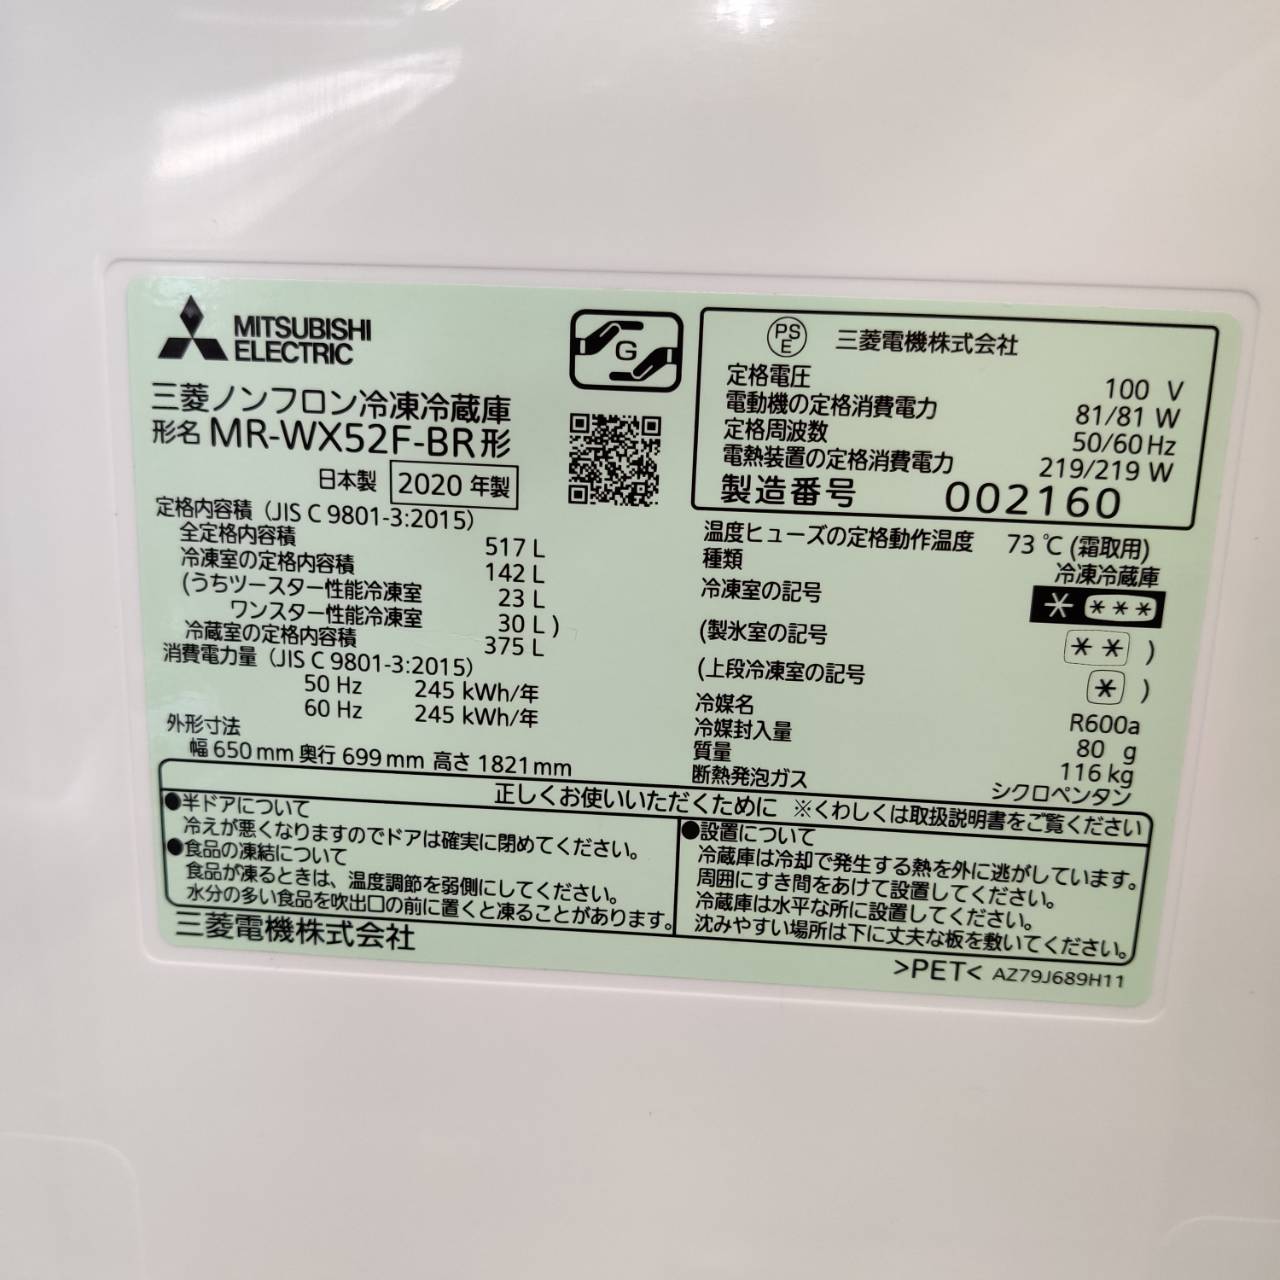 MITSUBISHI
ELECTRIC
三菱ノンフロン冷凍冷蔵庫
形名 MR-WX52F-BR形
日本製 2020 年製
定格内容積（JIS C 9801-3:2015）
全定格内容積 517 L
冷凍室の定格内容積 142 L
(うちツースター性能冷凍室 23 L
ワンスター性能冷凍室 30 L )
冷蔵室の定格内容積 375 L
消費電力量（JIS C 9801-3:2015）
50 Hz 245 kWh/年
60 Hz 245 kWh/年
外形寸法
幅 650 mm 奥行 699 mm 高さ 1821 mm
G
PS
E
三菱電機株式会社
定格電圧 100 V
電動機の定格消費電力 81/81 W
定格周波数 50/60 Hz
電熱装置の定格消費電力 219/219 W
製造番号 002160
温度ヒューズの定格動作温度 73 ℃ (霜取用)
種類 冷凍冷蔵庫
冷凍室の記号 * ***
(製氷室の記号 ** )
(上段冷凍室の記号 * )
冷媒名 R600a
冷媒封入量 80 g
質量 116 kg
断熱発泡ガス シクロペンタン
正しくお使いいただくために ※くわしくは取扱説明書をご覧ください
●半ドアについて
冷えが悪くなりますのでドアは確実に閉めてください。
●食品の凍結について
食品が凍るときは、温度調節を弱側にしてください。
水分の多い食品を吹出口の前に置くと凍ることがあります。
●設置について
冷蔵庫は冷却で発生する熱を外に逃がしています。
周囲にすき間をあけて設置してください。
冷蔵庫は水平な所に設置してください。
沈みやすい場所は下に丈夫な板を敷いてください。
三菱電機株式会社
>PET< AZ79J689H11